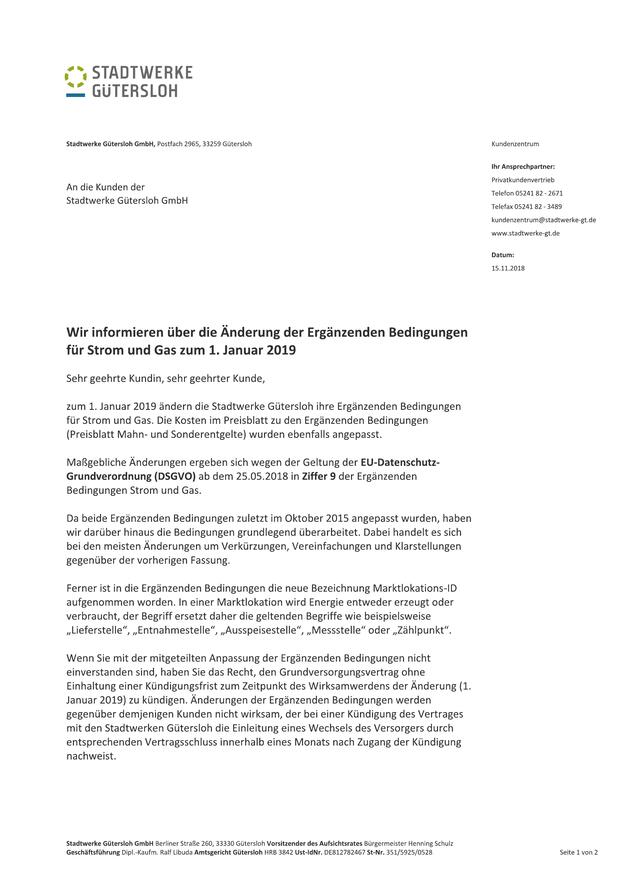 STADTWERKE
GÜTERSLOH
Stadtwerke Gütersloh GmbH, Postfach 2965, 33259 Gütersloh
An die Kunden der
Stadtwerke Gütersloh GmbH
Kundenzentrum
Ihr Ansprechpartner:
Privatkundenvertrieb
Telefon 05241 82 - 2671
Telefax 05241 82 - 3489
kundenzentrum@stadtwerke-gt.de
www.stadtwerke-gt.de
Datum:
15.11.2018
Wir informieren über die Änderung der Ergänzenden Bedingungen
für Strom und Gas zum 1. Januar 2019
Sehr geehrte Kundin, sehr geehrter Kunde,
zum 1. Januar 2019 ändern die Stadtwerke Gütersloh ihre Ergänzenden Bedingungen
für Strom und Gas. Die Kosten im Preisblatt zu den Ergänzenden Bedingungen
(Preisblatt Mahn- und Sonderentgelte) wurden ebenfalls angepasst.
Maßgebliche Änderungen ergeben sich wegen der Geltung der EU-Datenschutz-
Grundverordnung (DSGVO) ab dem 25.05.2018 in Ziffer 9 der Ergänzenden
Bedingungen Strom und Gas.
Da beide Ergänzenden Bedingungen zuletzt im Oktober 2015 angepasst wurden, haben
wir darüber hinaus die Bedingungen grundlegend überarbeitet. Dabei handelt es sich
bei den meisten Änderungen um Verkürzungen, Vereinfachungen und Klarstellungen
gegenüber der vorherigen Fassung.
Ferner ist in die Ergänzenden Bedingungen die neue Bezeichnung Marktlokations-ID
aufgenommen worden. In einer Marktlokation wird Energie entweder erzeugt oder
verbraucht, der Begriff ersetzt daher die geltenden Begriffe wie beispielsweise
„Lieferstelle“, „Entnahmestelle“, „Ausspeisestelle“, „Messstelle“ oder „Zählpunkt“.
Wenn Sie mit der mitgeteilten Anpassung der Ergänzenden Bedingungen nicht
einverstanden sind, haben Sie das Recht, den Grundversorgungsvertrag ohne
Einhaltung einer Kündigungsfrist zum Zeitpunkt des Wirksamwerdens der Änderung (1.
Januar 2019) zu kündigen. Änderungen der Ergänzenden Bedingungen werden
gegenüber demjenigen Kunden nicht wirksam, der bei einer Kündigung des Vertrages
mit den Stadtwerken Gütersloh die Einleitung eines Wechsels des Versorgers durch
entsprechenden Vertragsschluss innerhalb eines Monats nach Zugang der Kündigung
nachweist.
Stadtwerke Gütersloh GmbH Berliner Straße 260, 33330 Gütersloh Vorsitzender des Aufsichtsrates Bürgermeister Henning Schulz
Geschäftsführung Dipl.-Kaufm. Ralf Libuda Amtsgericht Gütersloh HRB 3842 Ust-IdNr. DE812782467 St-Nr. 351/5925/0528
Seite 1 von 2